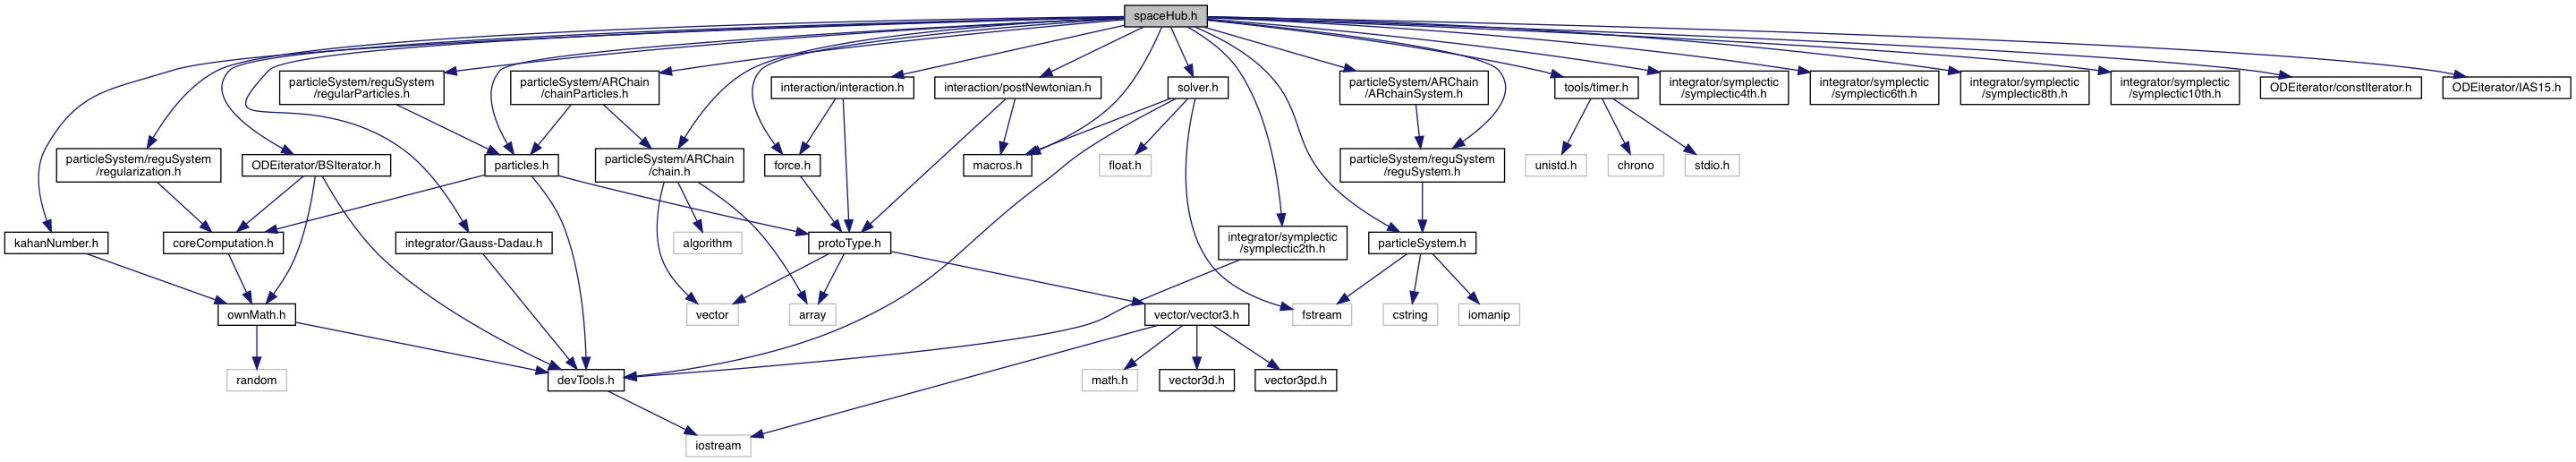 spaceHub.h
particleSystem/reguSystem
/regularParticles.h
particleSystem/ARChain
/chainParticles.h
interaction/interaction.h
interaction/postNewtonian.h
solver.h
particleSystem/ARChain
/ARchainSystem.h
tools/timer.h
integrator/symplectic
/symplectic4th.h
integrator/symplectic
/symplectic6th.h
integrator/symplectic
/symplectic8th.h
integrator/symplectic
/symplectic10th.h
ODEiterator/constIterator.h
ODEiterator/IAS15.h
particleSystem/reguSystem
/regularization.h
ODEiterator/BSIterator.h
particles.h
particleSystem/ARChain
/chain.h
force.h
macros.h
float.h
particleSystem/reguSystem
/reguSystem.h
unistd.h
chrono
stdio.h
kahanNumber.h
coreComputation.h
integrator/Gauss-Dadau.h
algorithm
protoType.h
integrator/symplectic
/symplectic2th.h
particleSystem.h
ownMath.h
vector
array
vector/vector3.h
fstream
cstring
iomanip
random
devTools.h
math.h
vector3d.h
vector3pd.h
iostream